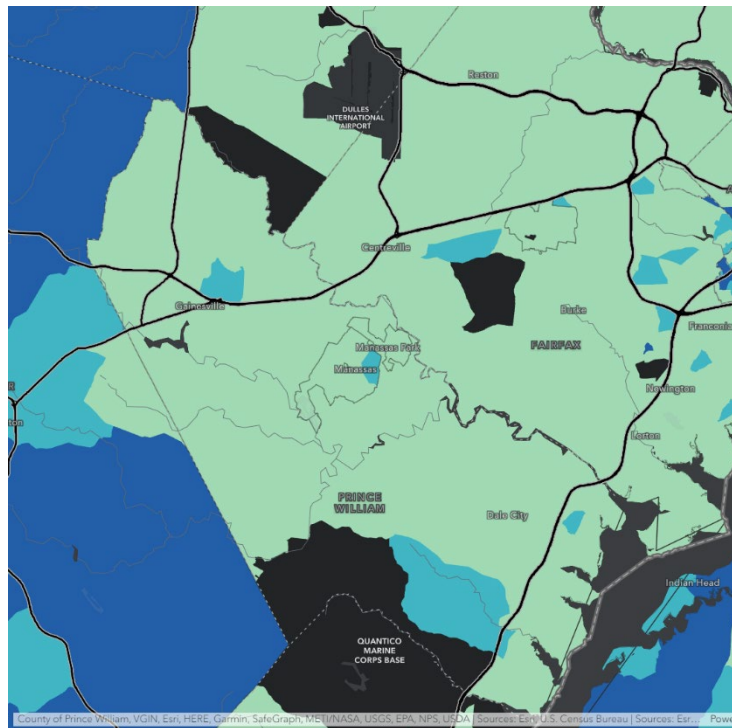 Reston
DULLES
INTERNATIONAL
AIRPORT
Centreville
Gainesville
Burke
Franconia
Manassas Park
FAIRFAX
Manassas
Newington
ton
Lorton
PRINCE
WILLIAM
Dale City
Indian Head
QUANTICO
MARINE
CORPS BASE
County of Prince William, VGIN, Esri, HERE, Garmin, SafeGraph, METI/NASA, USGS, EPA, NPS, USDA | Sources: Esri, U.S. Census Bureau | Sources: Esr... Powe